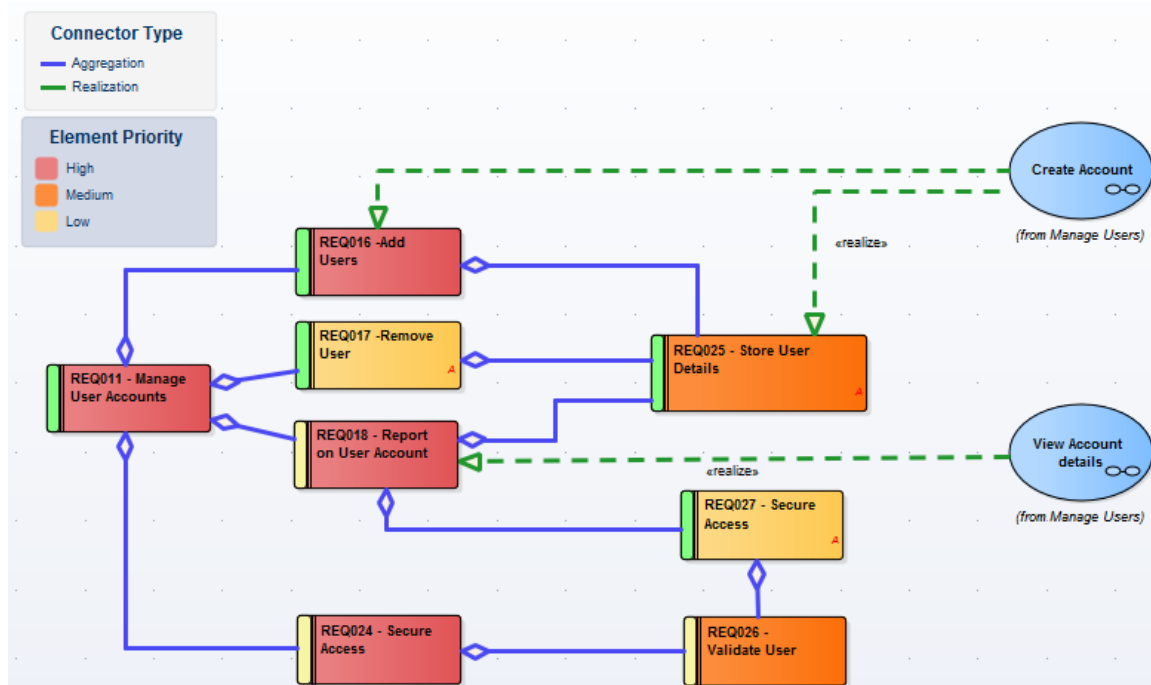 Connector Type
Aggregation
Realization
Element Priority
High
Medium
Low
Create Account
(from Manage Users)
«realize»
REQ016 -Add
Users
REQ017 -Remove
User
A
REQ025 - Store User
Details
A
REQ011 - Manage
User Accounts
REQ018 - Report
on User Account
«realize»
View Account
details
(from Manage Users)
REQ027 - Secure
Access
A
REQ024 - Secure
Access
REQ026 -
Validate User